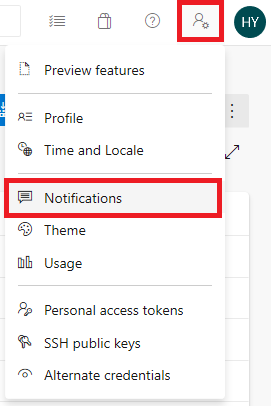 HY
Preview features
Profile
Time and Locale
Notifications
Theme
Usage
Personal access tokens
SSH public keys
Alternate credentials